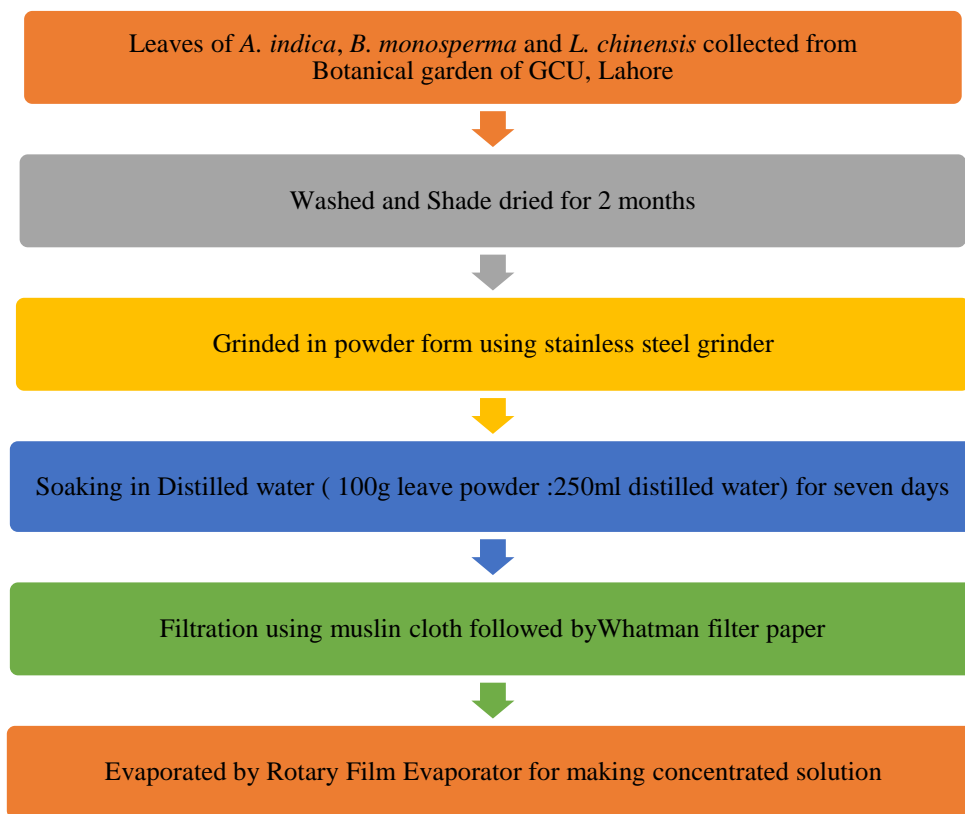 Leaves of A. indica, B. monosperma and L. chinensis collected from
Botanical garden of GCU, Lahore
Washed and Shade dried for 2 months
Grinded in powder form using stainless steel grinder
Soaking in Distilled water ( 100g leave powder :250ml distilled water) for seven days
Filtration using muslin cloth followed byWhatman filter paper
Evaporated by Rotary Film Evaporator for making concentrated solution